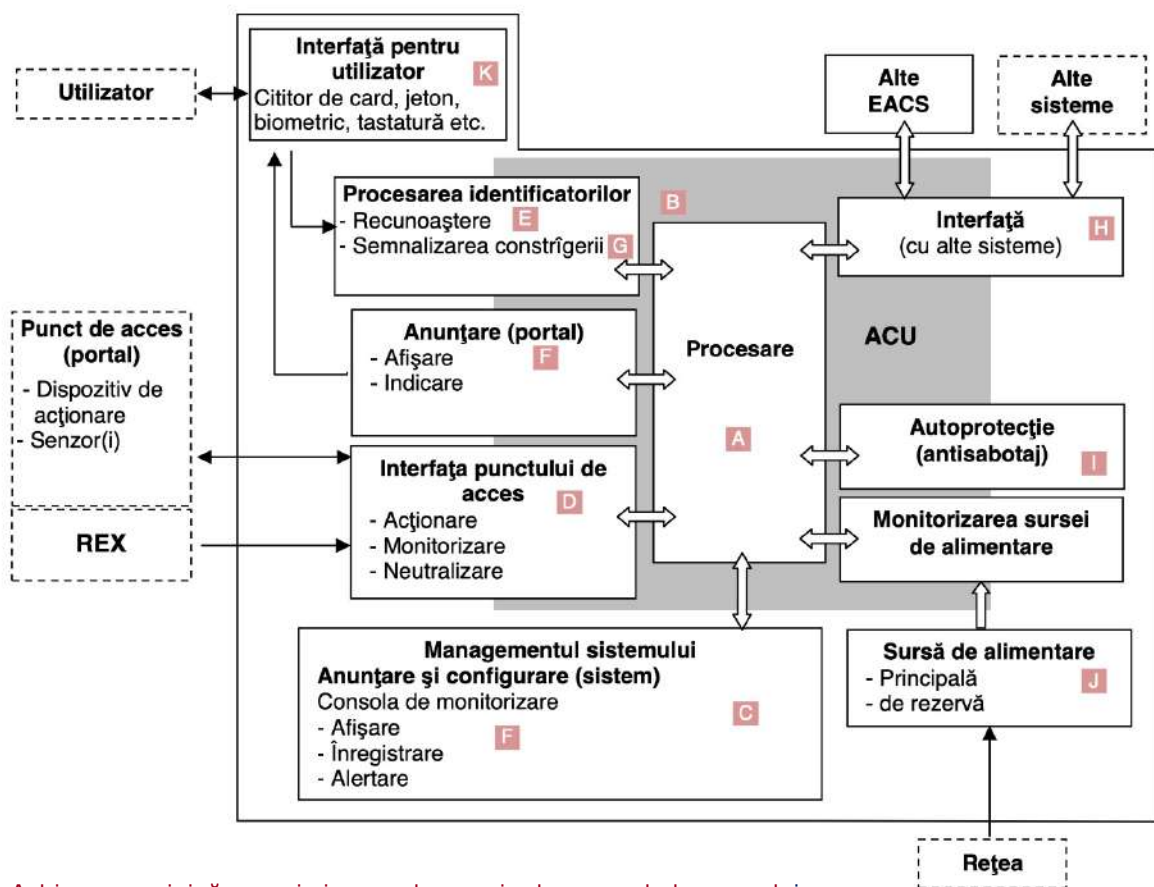 Interfaţă pentru
utilizator
K
Cititor de card, jeton,
biometric, tastatură etc.
Utilizator
Alte
EACS
Alte
sisteme
Procesarea identificatorilor
- Recunoaştere E
- Semnalizarea constrîgerii G
B
Interfaţă H
(cu alte sisteme)
Punct de acces
(portal)
- Dispozitiv de
acţionare
- Senzor(i)
REX
Anunţare (portal)
- Afişare F
- Indicare
Procesare
A
ACU
Autoprotecţie
(antisabotaj) I
Interfaţa punctului de
acces D
- Acţionare
- Monitorizare
- Neutralizare
Monitorizarea sursei
de alimentare
Managementul sistemului
Anunţare şi configurare (sistem)
Consola de monitorizare C
- Afişare F
- Înregistrare
- Alertare
Sursă de alimentare
- Principală J
- de rezervă
Reţea